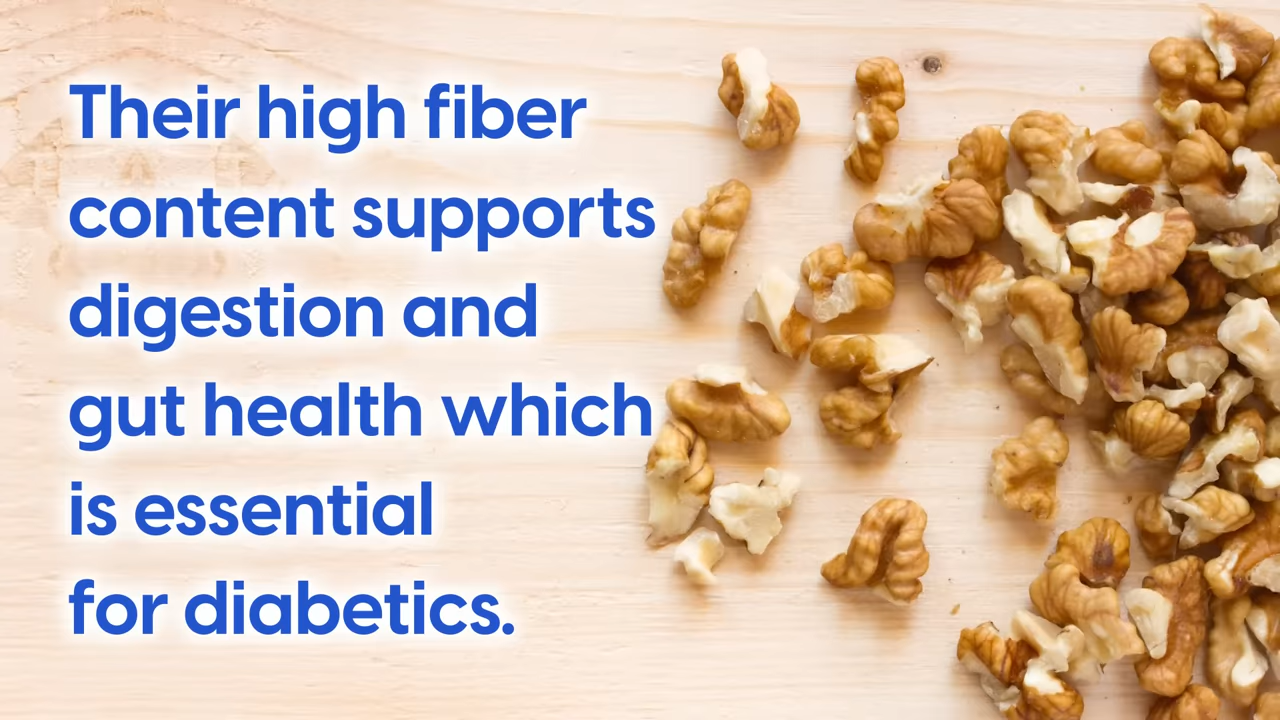 Their high fiber
content supports
digestion and
gut health which
is essential
for diabetics.